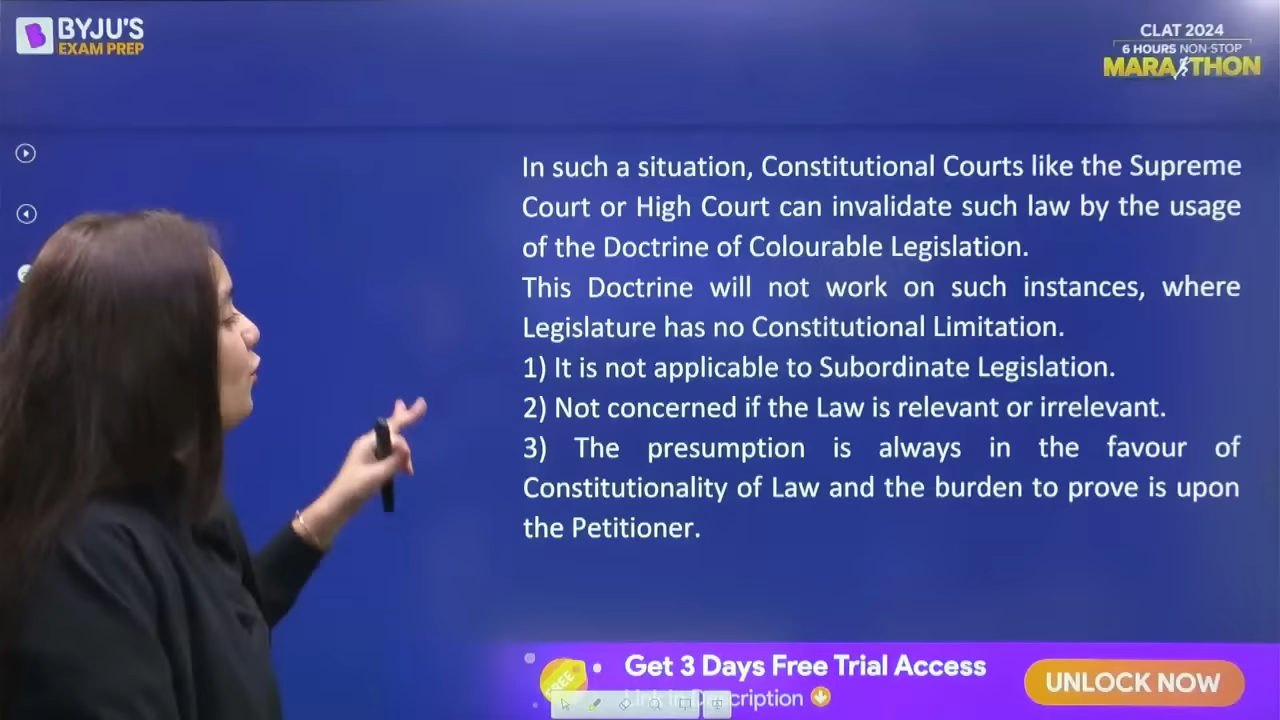 BYJU'S
EXAM PREP
CLAT 2024
6 HOURS NON-STOP
MARATHON
In such a situation, Constitutional Courts like the Supreme
Court or High Court can invalidate such law by the usage
of the Doctrine of Colourable Legislation.
This Doctrine will not work on such instances, where
Legislature has no Constitutional Limitation.
1) It is not applicable to Subordinate Legislation.
2) Not concerned if the Law is relevant or irrelevant.
3) The presumption is always in the favour of
Constitutionality of Law and the burden to prove is upon
the Petitioner.
FREE
Get 3 Days Free Trial Access
Link in Description
UNLOCK NOW